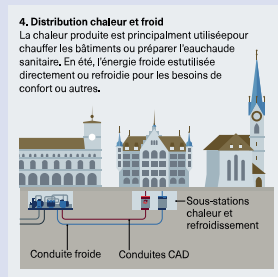 4. Distribution chaleur et froid
La chaleur produite est principalement utiliséepour
chauffer les bâtiments ou préparer l'eauchaude
sanitaire. En été, l'énergie froide estutilisée
directement ou refroidie pour les besoins de
confort ou autres.
Sous-stations
chaleur et
refroidissement
Conduite froide
Conduites CAD